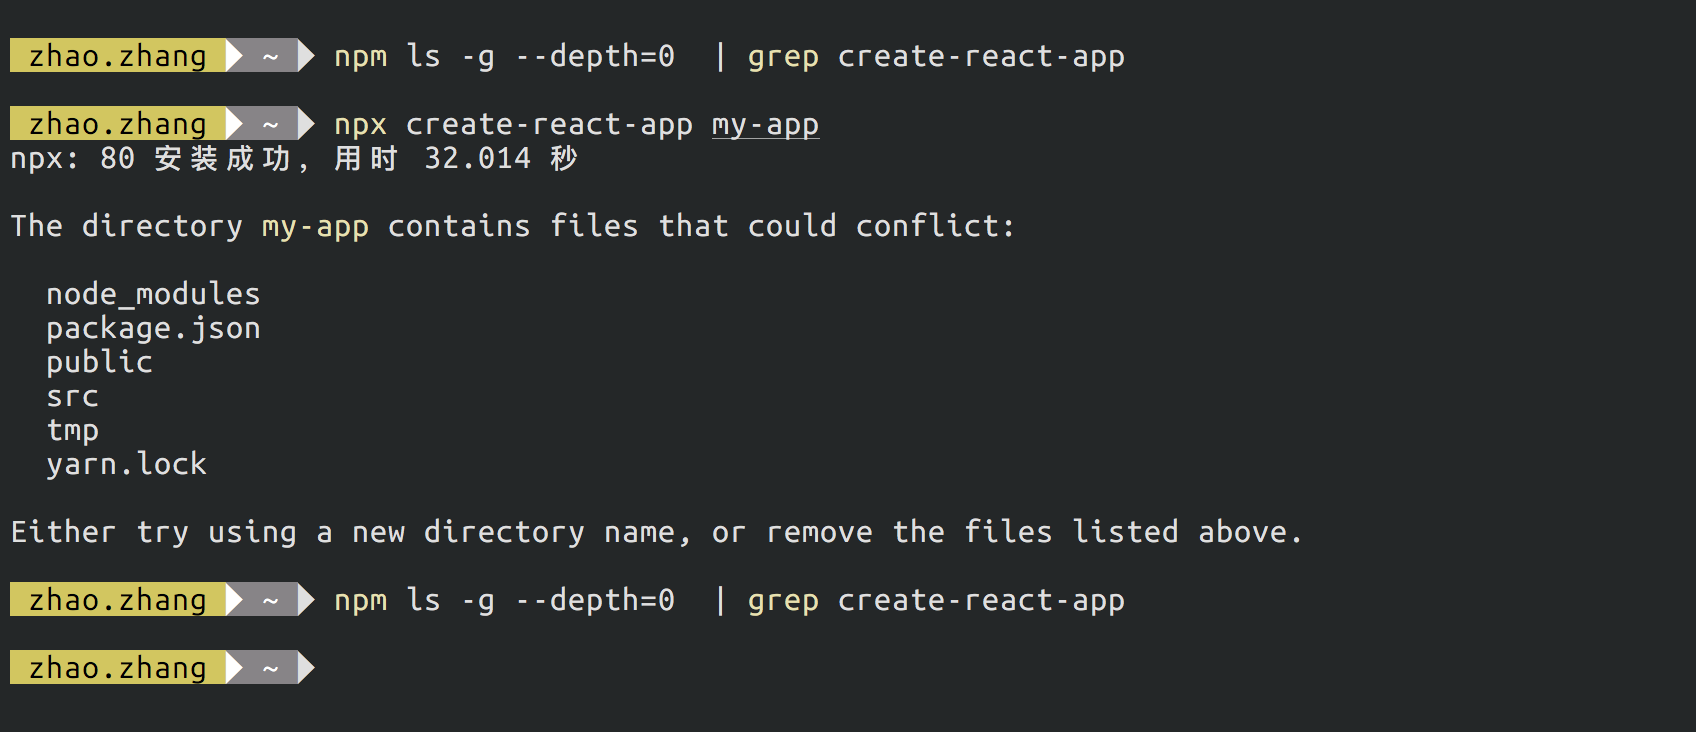 zhao.zhang ~ npm ls -g --depth=0  | grep create-react-app
zhao.zhang ~ npx create-react-app my-app
npx: 80 安装成功, 用时 32.014 秒
The directory my-app contains files that could conflict:
node_modules
package.json
public
src
tmp
yarn.lock
Either try using a new directory name, or remove the files listed above.
zhao.zhang ~ npm ls -g --depth=0  | grep create-react-app
zhao.zhang ~